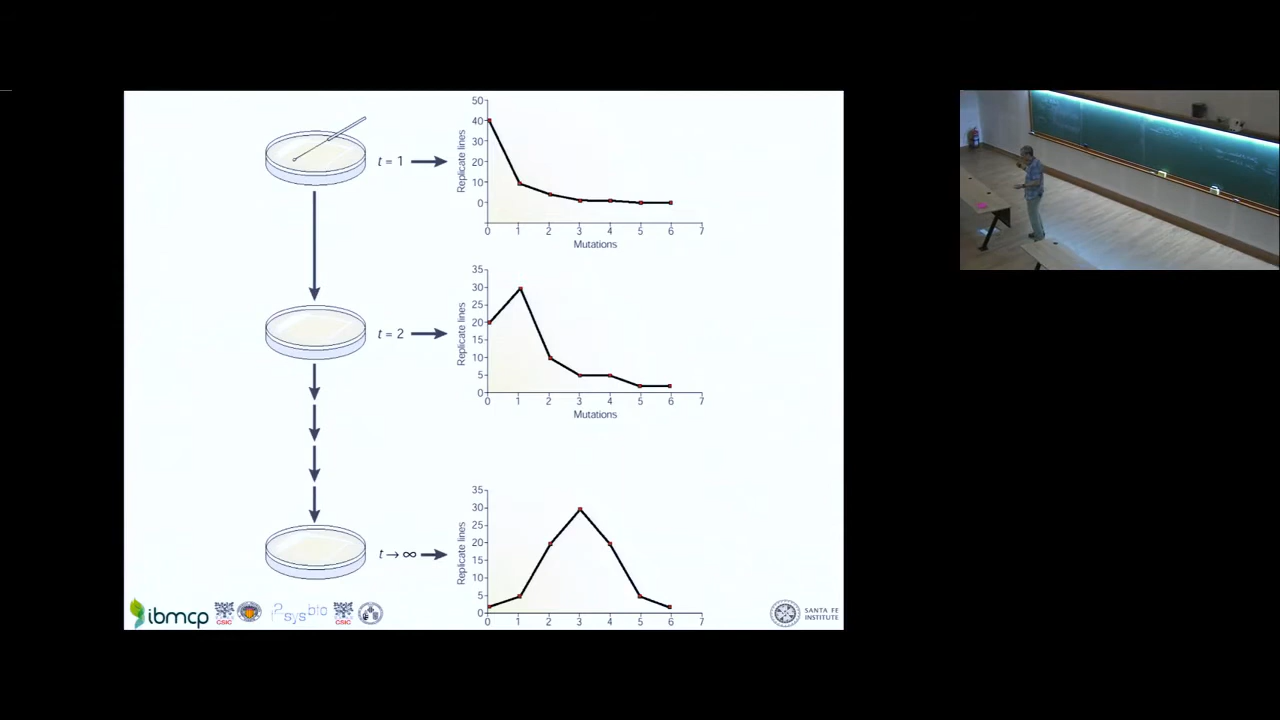 50
40
30
20
10
0
Replicate lines
0 1 2 3 4 5 6 7
Mutations
t = 1
35
30
25
20
15
10
5
0
Replicate lines
0 1 2 3 4 5 6 7
Mutations
t = 2
35
30
25
20
15
10
5
0
Replicate lines
0 1 2 3 4 5 6 7
t → ∞
ibmcp
CSIC
i2sysbio
CSIC
SANTA FE
INSTITUTE